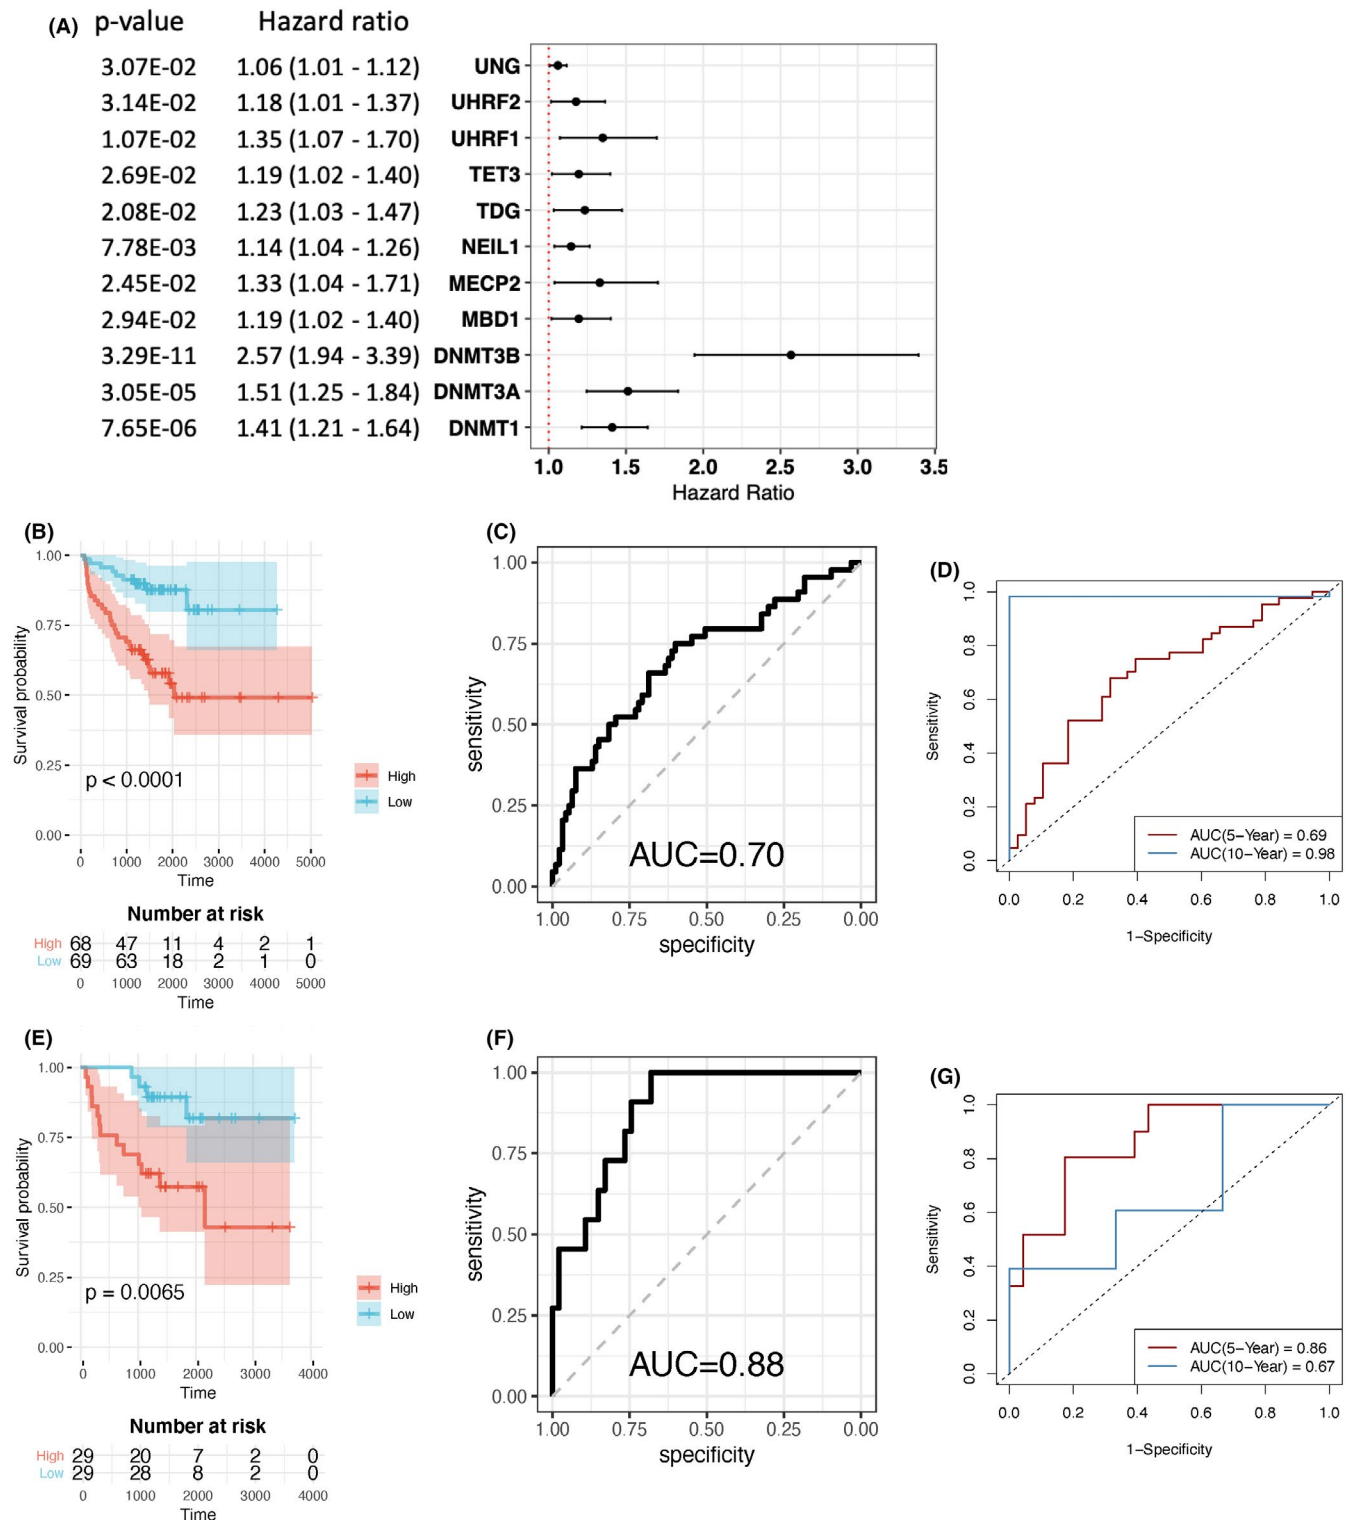 (A) p-value Hazard ratio
3.07E-02 1.06 (1.01 - 1.12) UNG
3.14E-02 1.18 (1.01 - 1.37) UHRF2
1.07E-02 1.35 (1.07 - 1.70) UHRF1
2.69E-02 1.19 (1.02 - 1.40) TET3
2.08E-02 1.23 (1.03 - 1.47) TDG
7.78E-03 1.14 (1.04 - 1.26) NEIL1
2.45E-02 1.33 (1.04 - 1.71) MECP2
2.94E-02 1.19 (1.02 - 1.40) MBD1
3.29E-11 2.57 (1.94 - 3.39) DNMT3B
3.05E-05 1.51 (1.25 - 1.84) DNMT3A
7.65E-06 1.41 (1.21 - 1.64) DNMT1
1.0 1.5 2.0 2.5 3.0 3.5
Hazard Ratio
(B)
Survival probability
1.00
0.75
0.50
0.25
0.00
p < 0.0001
0 1000 2000 3000 4000 5000
Time
High
Low
Number at risk
High 68 47 11 4 2 1
Low 69 63 18 2 1 0
0 1000 2000 3000 4000 5000
Time
(C)
sensitivity
1.00
0.75
0.50
0.25
0.00
AUC=0.70
1.00 0.75 0.50 0.25 0.00
specificity
(D)
Sensitivity
1.0
0.8
0.6
0.4
0.2
0.0
AUC(5-Year) = 0.69
AUC(10-Year) = 0.98
0.0 0.2 0.4 0.6 0.8 1.0
1-Specificity
(E)
Survival probability
1.00
0.75
0.50
0.25
0.00
p = 0.0065
0 1000 2000 3000 4000
Time
High
Low
Number at risk
High 29 20 7 2 0
Low 29 28 8 2 0
0 1000 2000 3000 4000
Time
(F)
sensitivity
1.00
0.75
0.50
0.25
0.00
AUC=0.88
1.00 0.75 0.50 0.25 0.00
specificity
(G)
Sensitivity
1.0
0.8
0.6
0.4
0.2
0.0
AUC(5-Year) = 0.86
AUC(10-Year) = 0.67
0.0 0.2 0.4 0.6 0.8 1.0
1-Specificity